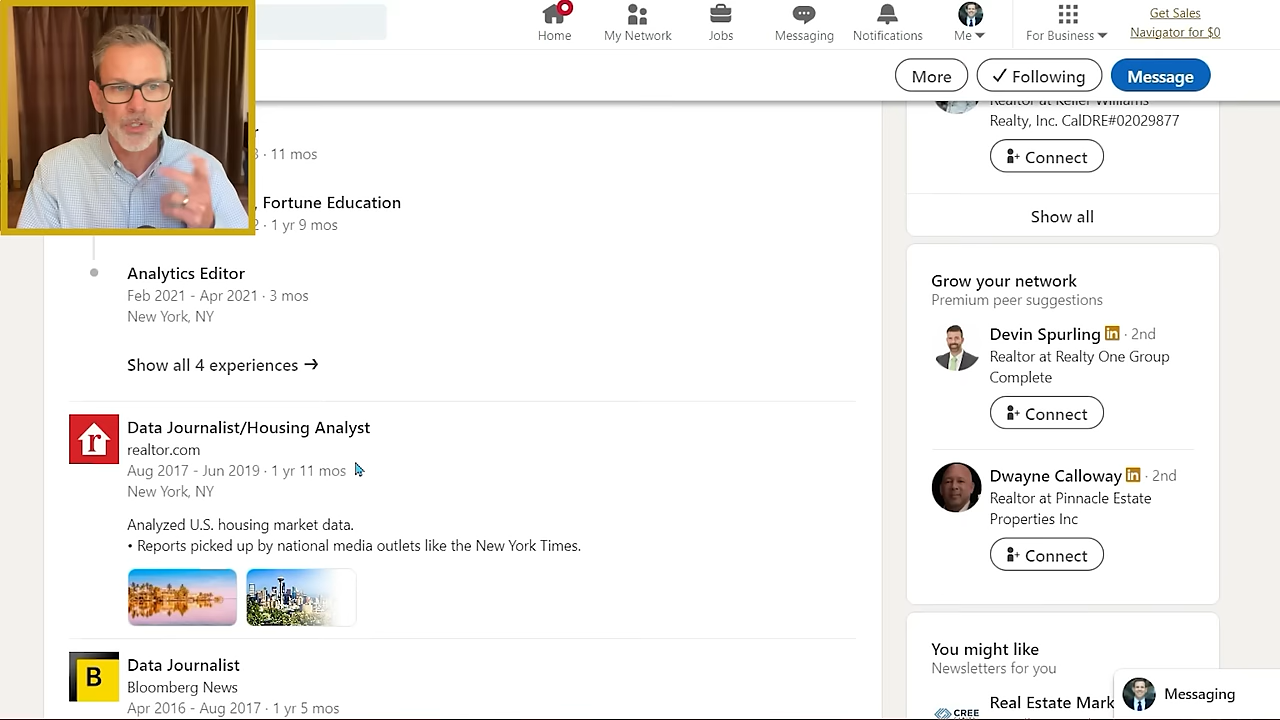 Home
My Network
Jobs
Messaging
Notifications
Me
For Business
Get Sales
Navigator for $0
More
✓ Following
Message
· 11 mos
, Fortune Education
· 1 yr 9 mos
Analytics Editor
Feb 2021 - Apr 2021 · 3 mos
New York, NY
Show all 4 experiences →
r
Data Journalist/Housing Analyst
realtor.com
Aug 2017 - Jun 2019 · 1 yr 11 mos
New York, NY
Analyzed U.S. housing market data.
• Reports picked up by national media outlets like the New York Times.
B
Data Journalist
Bloomberg News
Apr 2016 - Aug 2017 · 1 yr 5 mos
Realtor at Keller Williams
Realty, Inc. CalDRE#02029877
Connect
Show all
Grow your network
Premium peer suggestions
Devin Spurling in · 2nd
Realtor at Realty One Group
Complete
Connect
Dwayne Calloway in · 2nd
Realtor at Pinnacle Estate
Properties Inc
Connect
You might like
Newsletters for you
Real Estate Mark
CREE
Messaging